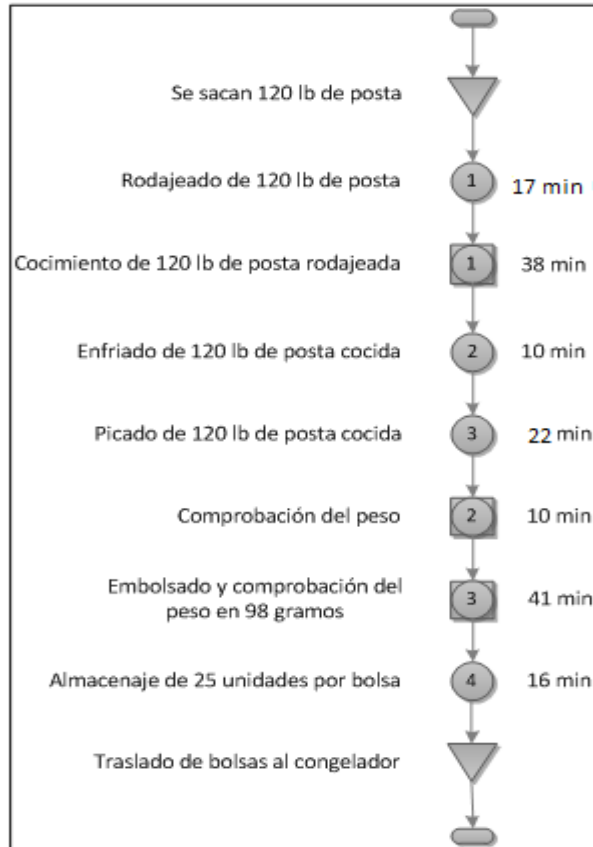 Se sacan 120 lb de posta
Rodajeado de 120 lb de posta
1
17 min
Cocimiento de 120 lb de posta rodajeada
1
38 min
Enfriado de 120 lb de posta cocida
2
10 min
Picado de 120 lb de posta cocida
3
22 min
Comprobación del peso
2
10 min
Embolsado y comprobación del
peso en 98 gramos
3
41 min
Almacenaje de 25 unidades por bolsa
4
16 min
Traslado de bolsas al congelador